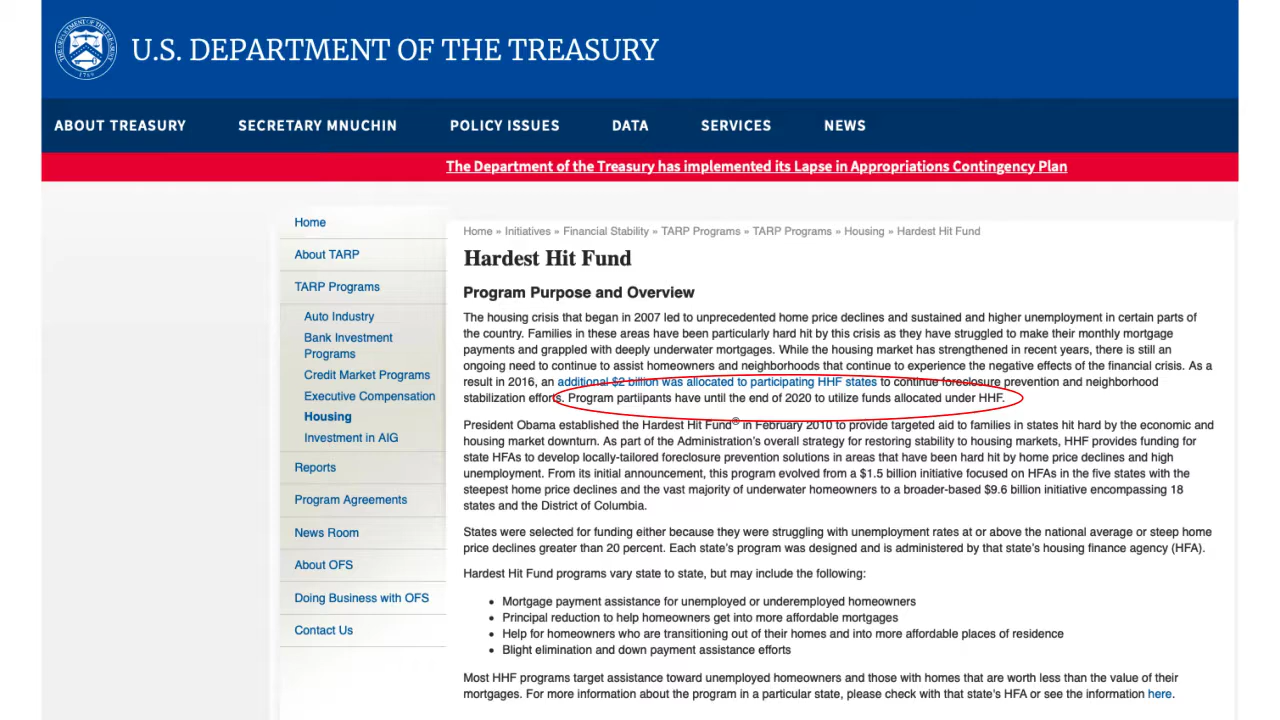 U.S. DEPARTMENT OF THE TREASURY
ABOUT TREASURY
SECRETARY MNUCHIN
POLICY ISSUES
DATA
SERVICES
NEWS
The Department of the Treasury has implemented its Lapse in Appropriations Contingency Plan
Home
About TARP
TARP Programs
Auto Industry
Bank Investment
Programs
Credit Market Programs
Executive Compensation
Housing
Investment in AIG
Reports
Program Agreements
News Room
About OFS
Doing Business with OFS
Contact Us
Home » Initiatives » Financial Stability » TARP Programs » TARP Programs » Housing » Hardest Hit Fund
Hardest Hit Fund
Program Purpose and Overview
The housing crisis that began in 2007 led to unprecedented home price declines and sustained and higher unemployment in certain parts of
the country. Families in these areas have been particularly hard hit by this crisis as they have struggled to make their monthly mortgage
payments and grappled with deeply underwater mortgages. While the housing market has strengthened in recent years, there is still an
ongoing need to continue to assist homeowners and neighborhoods that continue to experience the negative effects of the financial crisis. As a
result in 2016, an additional $2 billion was allocated to participating HHF states to continue foreclosure prevention and neighborhood
stabilization efforts. Program partiipants have until the end of 2020 to utilize funds allocated under HHF.
President Obama established the Hardest Hit Fund® in February 2010 to provide targeted aid to families in states hit hard by the economic and
housing market downturn. As part of the Administration's overall strategy for restoring stability to housing markets, HHF provides funding for
state HFAs to develop locally-tailored foreclosure prevention solutions in areas that have been hard hit by home price declines and high
unemployment. From its initial announcement, this program evolved from a $1.5 billion initiative focused on HFAs in the five states with the
steepest home price declines and the vast majority of underwater homeowners to a broader-based $9.6 billion initiative encompassing 18
states and the District of Columbia.
States were selected for funding either because they were struggling with unemployment rates at or above the national average or steep home
price declines greater than 20 percent. Each state's program was designed and is administered by that state's housing finance agency (HFA).
Hardest Hit Fund programs vary state to state, but may include the following:
• Mortgage payment assistance for unemployed or underemployed homeowners
• Principal reduction to help homeowners get into more affordable mortgages
• Help for homeowners who are transitioning out of their homes and into more affordable places of residence
• Blight elimination and down payment assistance efforts
Most HHF programs target assistance toward unemployed homeowners and those with homes that are worth less than the value of their
mortgages. For more information about the program in a particular state, please check with that state's HFA or see the information here.